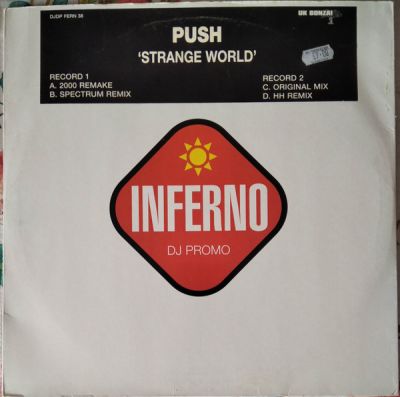 DJDP FERN 38
UK BONZAI
PUSH
'STRANGE WORLD'
RECORD 1
A. 2000 REMAKE
B. SPECTRUM REMIX
RECORD 2
C. ORIGINAL MIX
D. HH REMIX
INFERNO
DJ PROMO